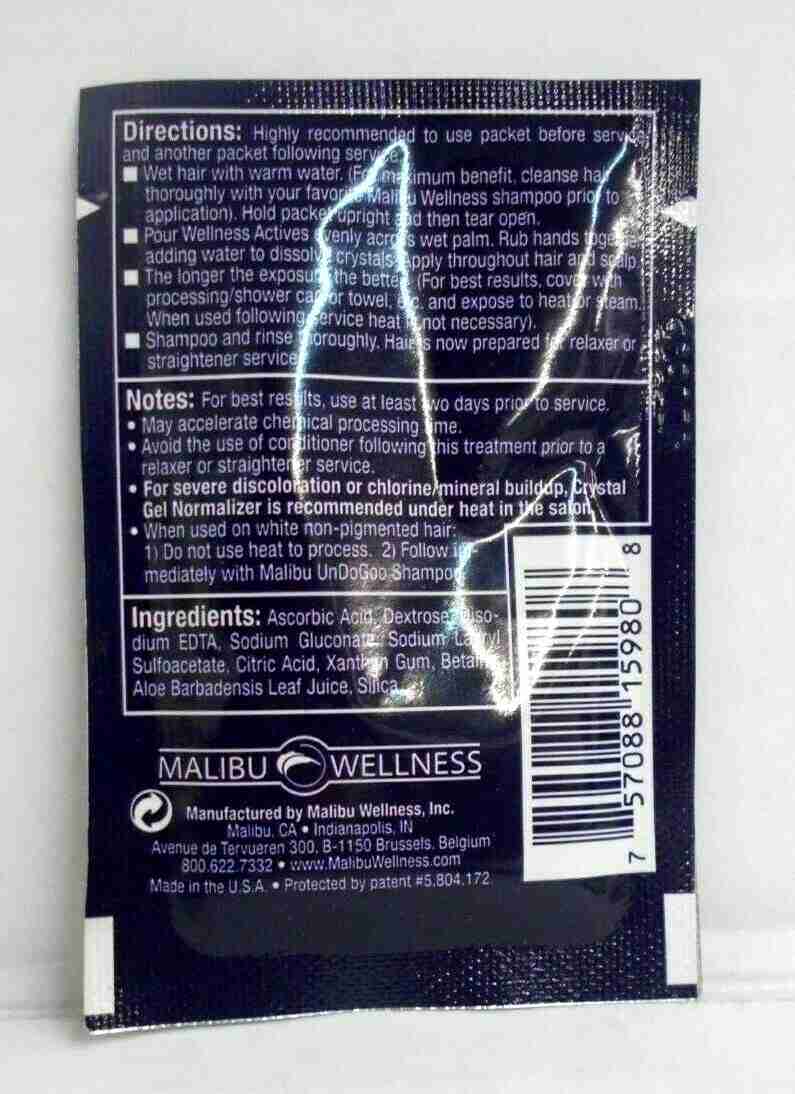 Directions: Highly recommended to use packet before service
and another packet following service.
Wet hair with warm water. (For maximum benefit, cleanse hair
thoroughly with your favorite Malibu Wellness shampoo prior to
application). Hold packet upright and then tear open.
Pour Wellness Actives evenly across wet palm. Rub hands together
adding water to dissolve crystals. Apply throughout hair and scalp.
The longer the exposure the better. (For best results, cover with
processing/shower cap or towel, etc. and expose to heat or steam.
When used following service heat is not necessary).
Shampoo and rinse thoroughly. Hair is now prepared for relaxer or
straightener service.
Notes: For best results, use at least two days prior to service.
• May accelerate chemical processing time.
• Avoid the use of conditioner following this treatment prior to a
relaxer or straightener service.
• For severe discoloration or chlorine/mineral buildup, Crystal
Gel Normalizer is recommended under heat in the salon.
• When used on white non-pigmented hair:
1) Do not use heat to process. 2) Follow im-
mediately with Malibu UnDoGoo Shampoo.
Ingredients: Ascorbic Acid, Dextrose, Diso-
dium EDTA, Sodium Gluconate, Sodium Lauryl
Sulfoacetate, Citric Acid, Xanthan Gum, Betaine,
Aloe Barbadensis Leaf Juice, Silica.
MALIBU WELLNESS
Manufactured by Malibu Wellness, Inc.
Malibu, CA • Indianapolis, IN
Avenue de Tervueren 300, B-1150 Brussels, Belgium
800.622.7332 • www.MalibuWellness.com
Made in the U.S.A. • Protected by patent #5,804,172
7 57088 15980 8